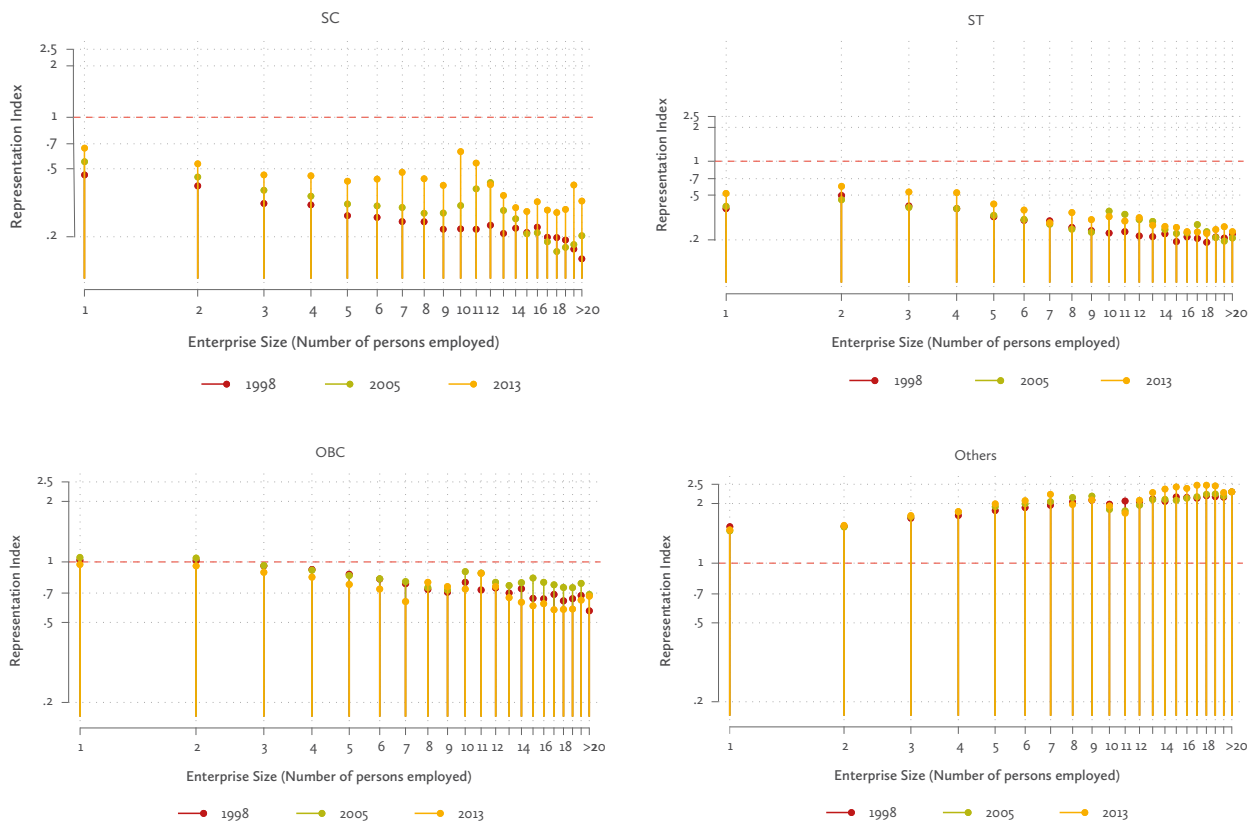 SC
Representation Index
2.5
2
1
.7
.5
.2
1 2 3 4 5 6 7 8 9 10 11 12 14 16 18 >20
Enterprise Size (Number of persons employed)
1998 2005 2013
ST
Representation Index
2.5
2
1
.7
.5
.2
1 2 3 4 5 6 7 8 9 10 11 12 14 16 18 >20
Enterprise Size (Number of persons employed)
1998 2005 2013
OBC
Representation Index
2.5
2
1
.7
.5
.2
1 2 3 4 5 6 7 8 9 10 11 12 14 16 18 >20
Enterprise Size (Number of persons employed)
1998 2005 2013
Others
Representation Index
2.5
2
1
.7
.5
.2
1 2 3 4 5 6 7 8 9 10 11 12 14 16 18 >20
Enterprise Size (Number of persons employed)
1998 2005 2013